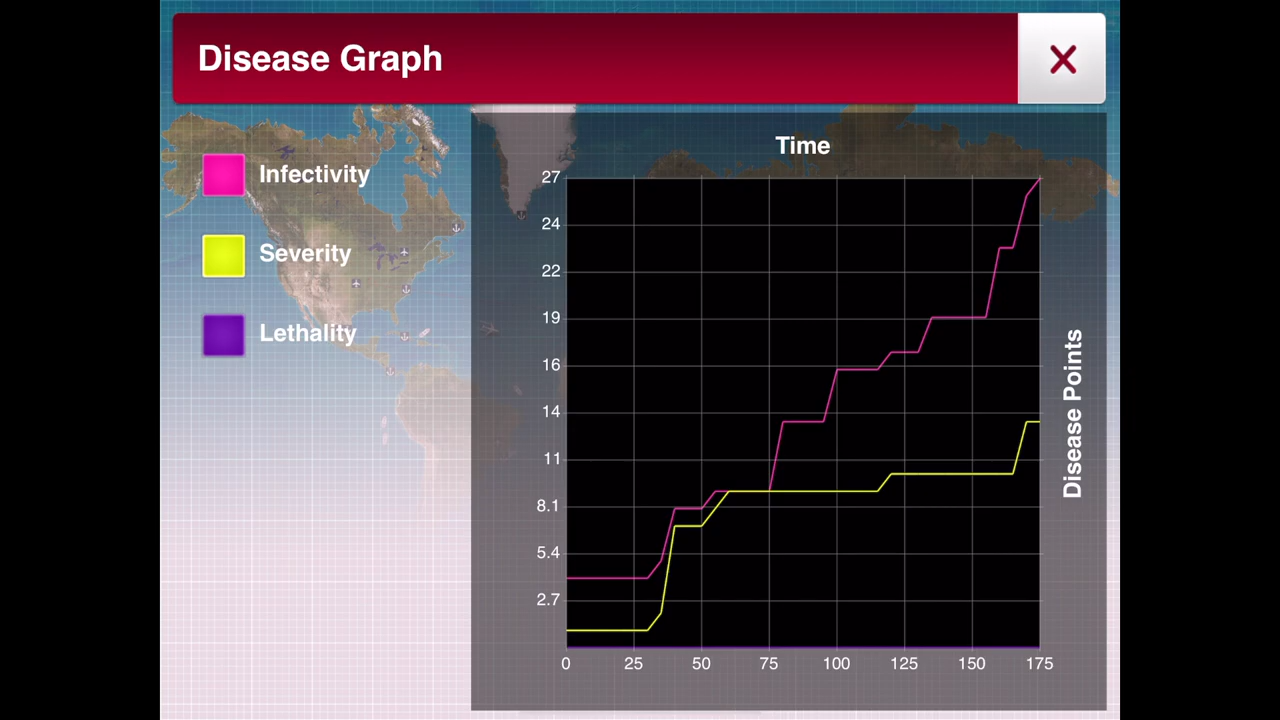 Disease Graph
Infectivity
Severity
Lethality
Time
27
24
22
19
16
14
11
8.1
5.4
2.7
0 25 50 75 100 125 150 175
Disease Points